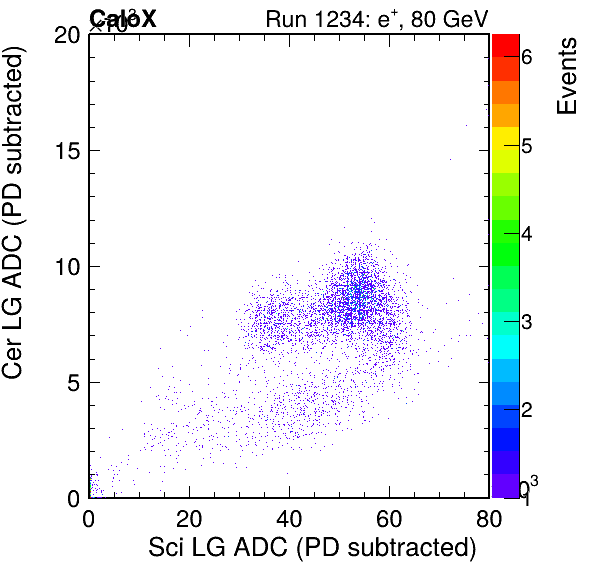 CaloX
×10³
Run 1234: e⁺, 80 GeV
20
15
10
5
0
0 20 40 60 80
6
5
4
3
2
1
Events
Cer LG ADC (PD subtracted)
Sci LG ADC (PD subtracted)